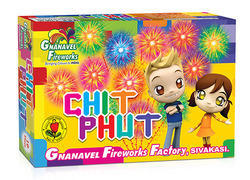 GNANAVEL
FIREWORKS
CHIT
PHUT
GNANAVEL FIREWORKS FACTORY, SIVAKASI.